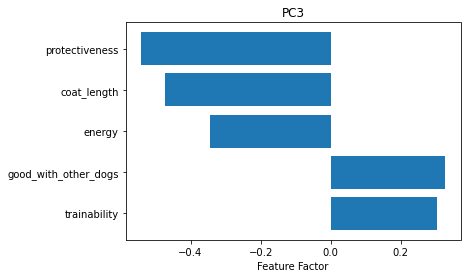 PC3
protectiveness
coat_length
energy
good_with_other_dogs
trainability
−0.4 −0.2 0.0 0.2
Feature Factor